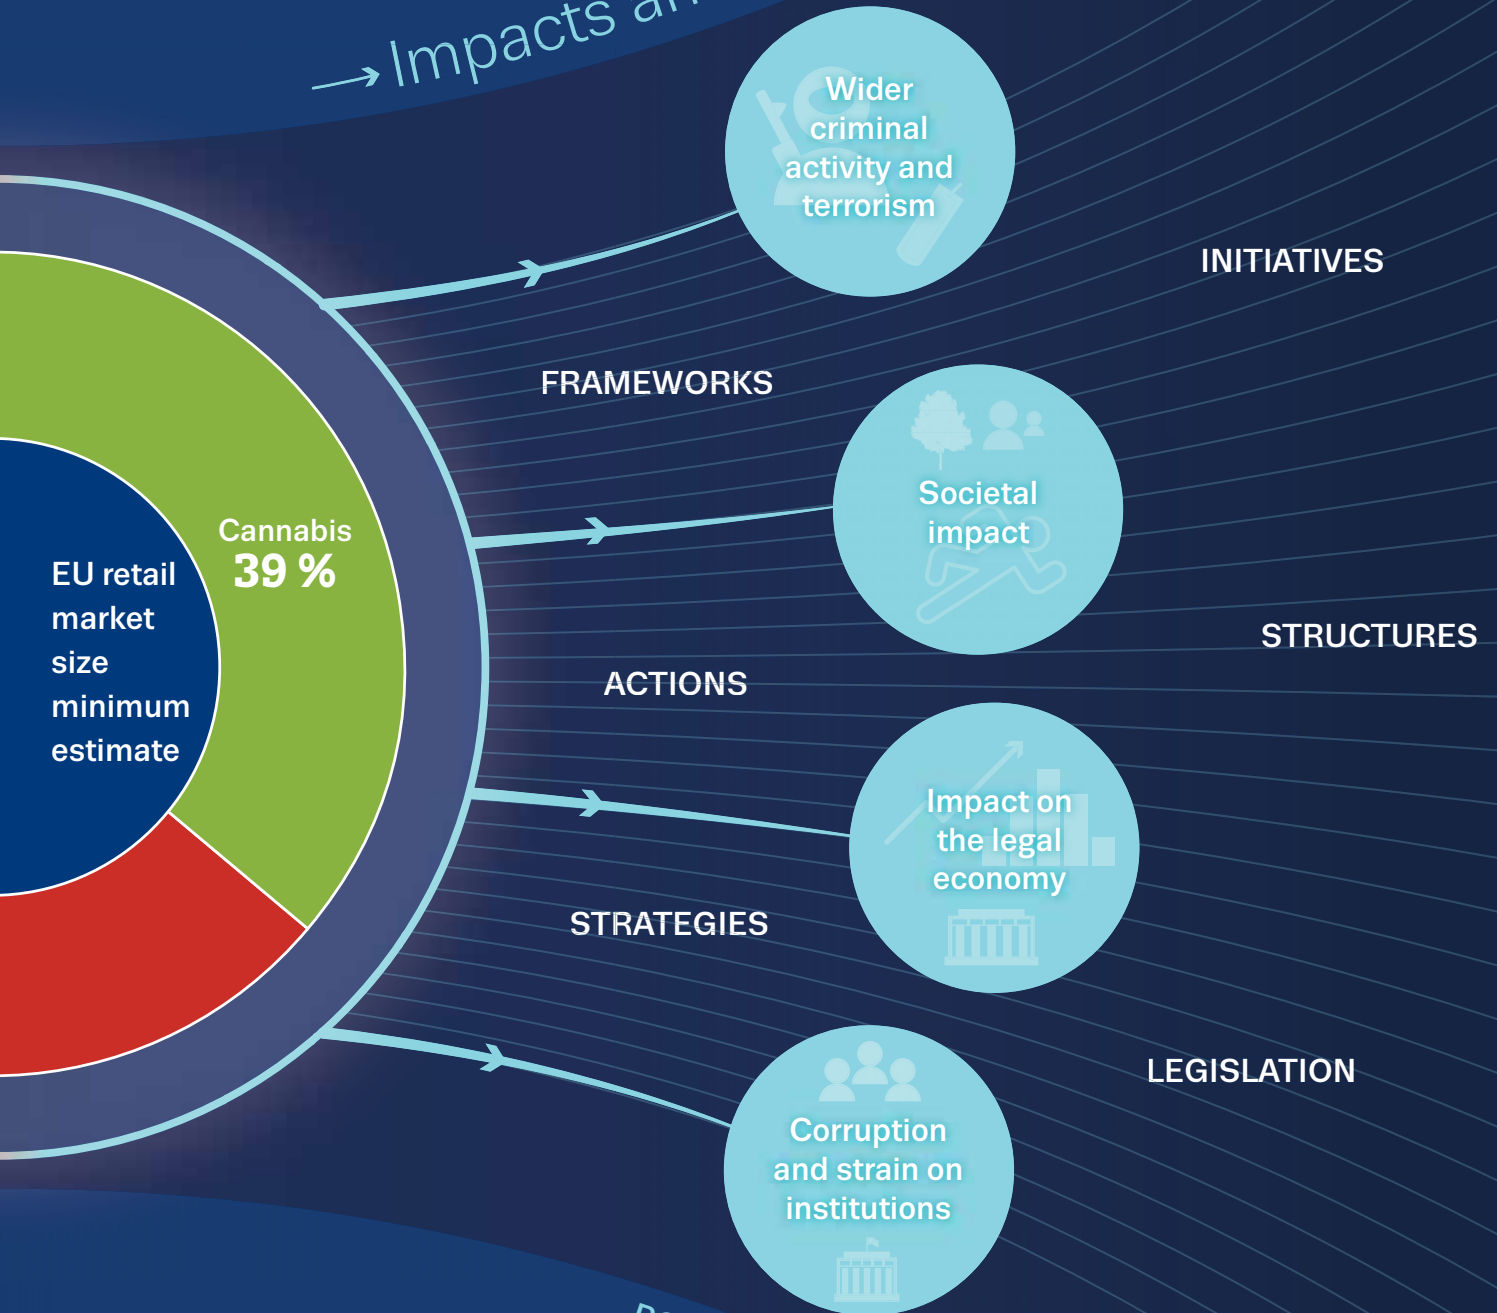 Impacts
Wider
criminal
activity and
terrorism
INITIATIVES
FRAMEWORKS
Societal
impact
Cannabis
39 %
EU retail
market
size
minimum
estimate
STRUCTURES
ACTIONS
Impact on
the legal
economy
STRATEGIES
LEGISLATION
Corruption
and strain on
institutions